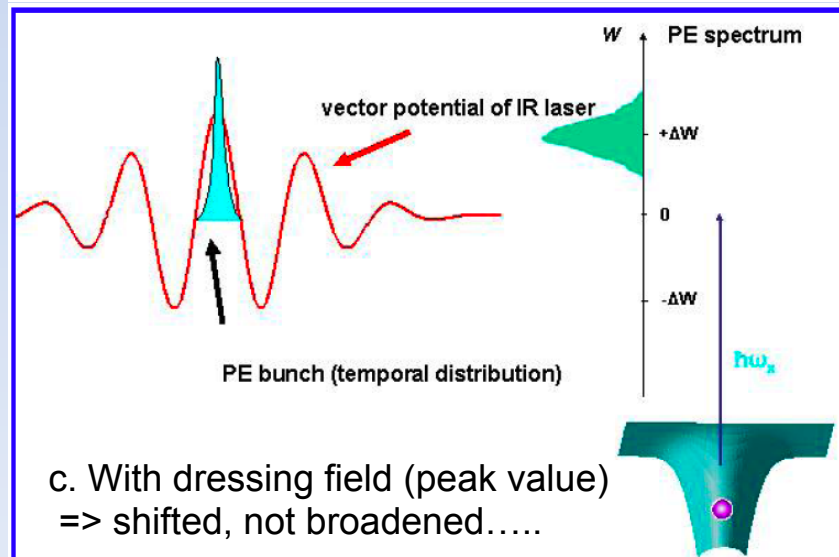 W PE spectrum
vector potential of IR laser
+ΔW
0
-ΔW
PE bunch (temporal distribution)
ħωx
c. With dressing field (peak value)
=> shifted, not broadened…..